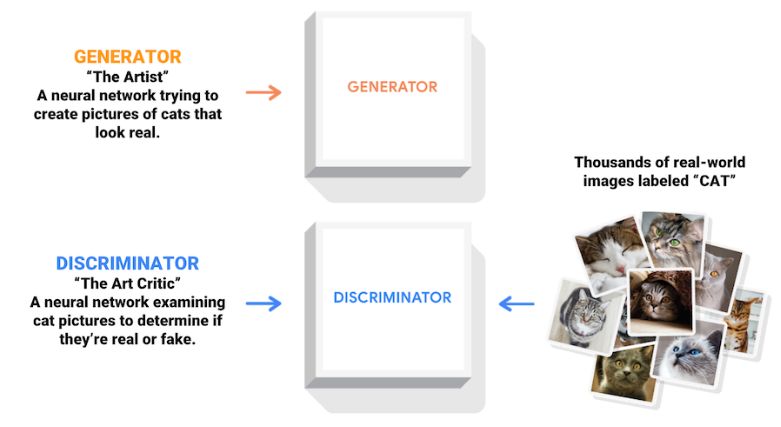 GENERATOR
“The Artist”
A neural network trying to
create pictures of cats that
look real.
GENERATOR
Thousands of real-world
images labeled “CAT”
DISCRIMINATOR
“The Art Critic”
A neural network examining
cat pictures to determine if
they’re real or fake.
DISCRIMINATOR